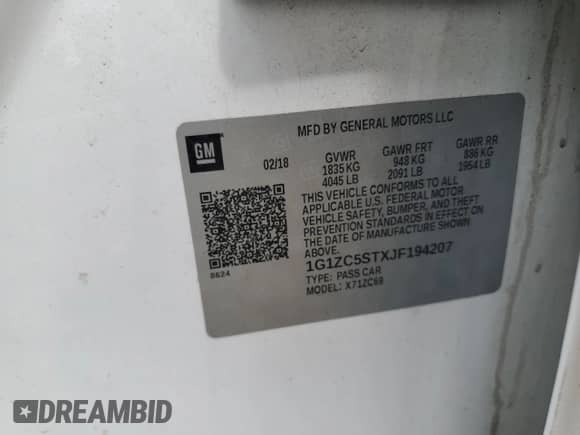 MFD BY GENERAL MOTORS LLC
GM
02/18
GVWR GAWR FRT GAWR RR
1835 KG 948 KG 886 KG
4045 LB 2091 LB 1954 LB
THIS VEHICLE CONFORMS TO ALL
APPLICABLE U.S. FEDERAL MOTOR
VEHICLE SAFETY, BUMPER, AND THEFT
PREVENTION STANDARDS IN EFFECT ON
THE DATE OF MANUFACTURE SHOWN
ABOVE.
1G1ZC5STXJF194207
8624
TYPE: PASS CAR
MODEL: X71ZC69
DREAMBID